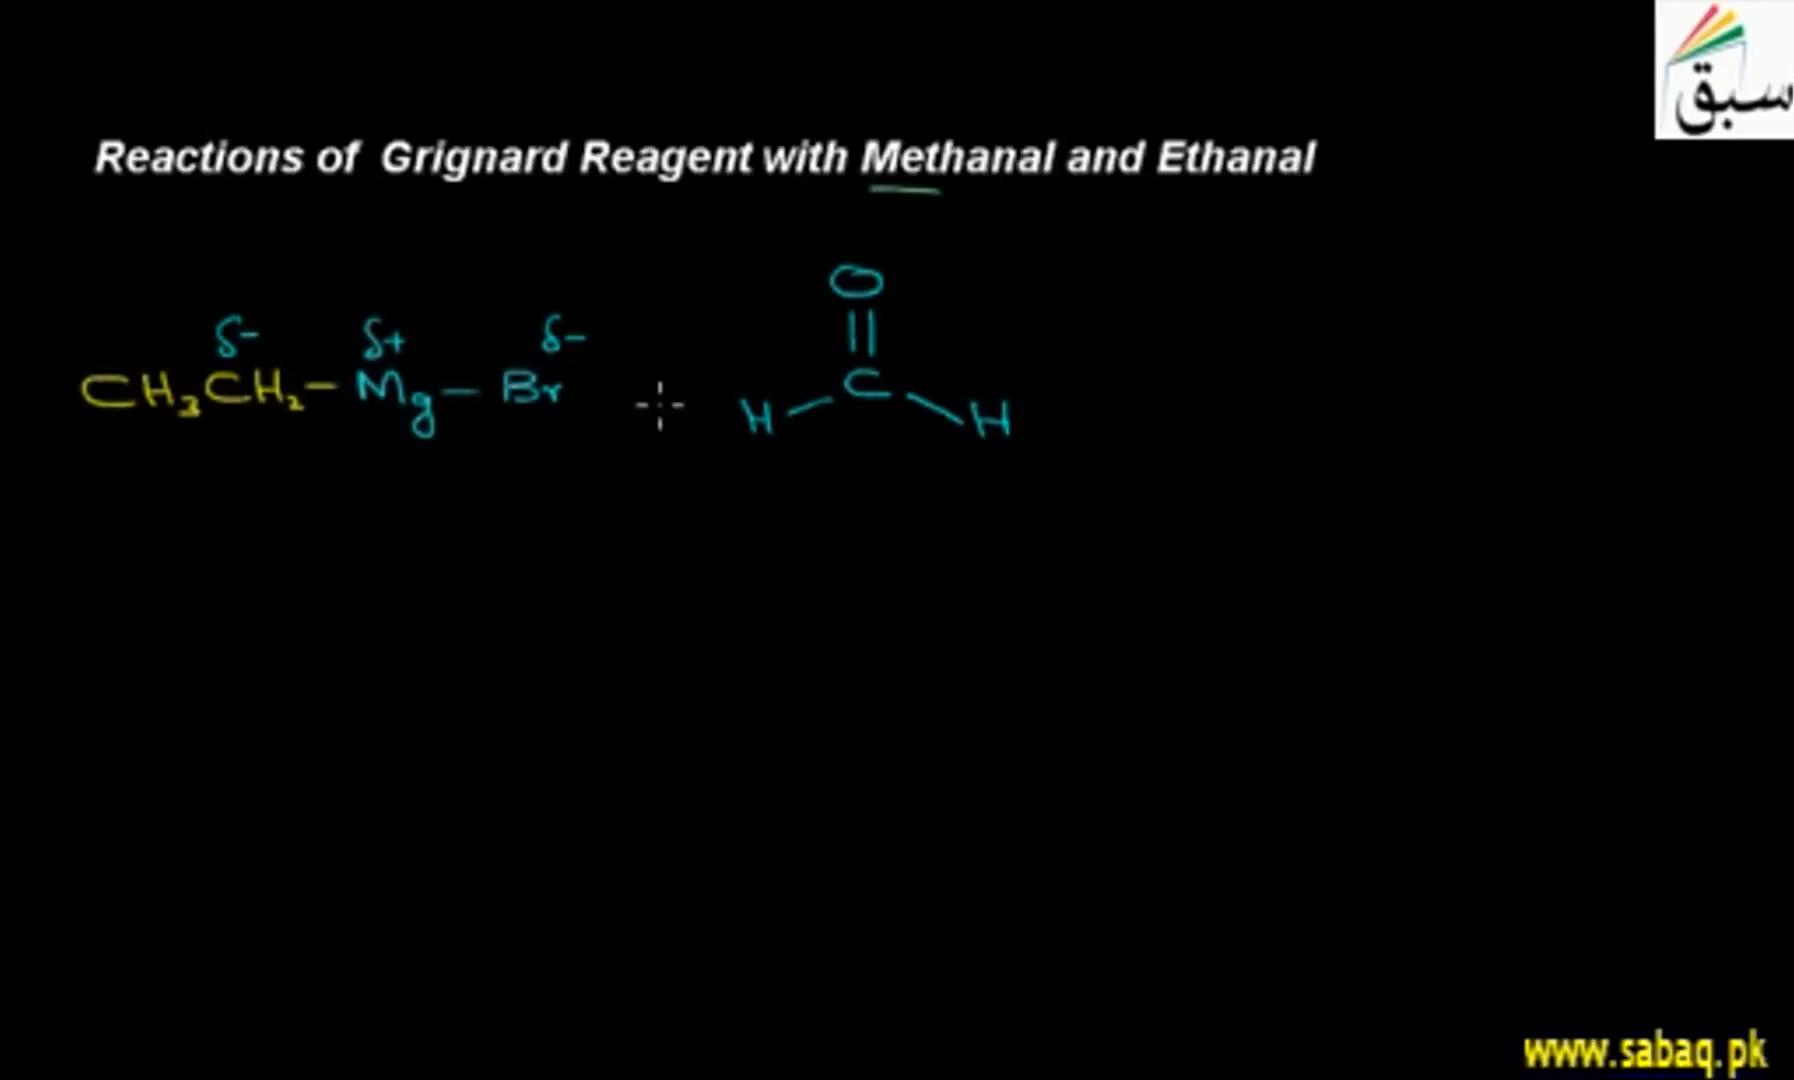 سبق
Reactions of Grignard Reagent with Methanal and Ethanal
O
δ- δ+ δ-
||
CH₃CH₂-Mg-Br + H-C-H
www.sabaq.pk